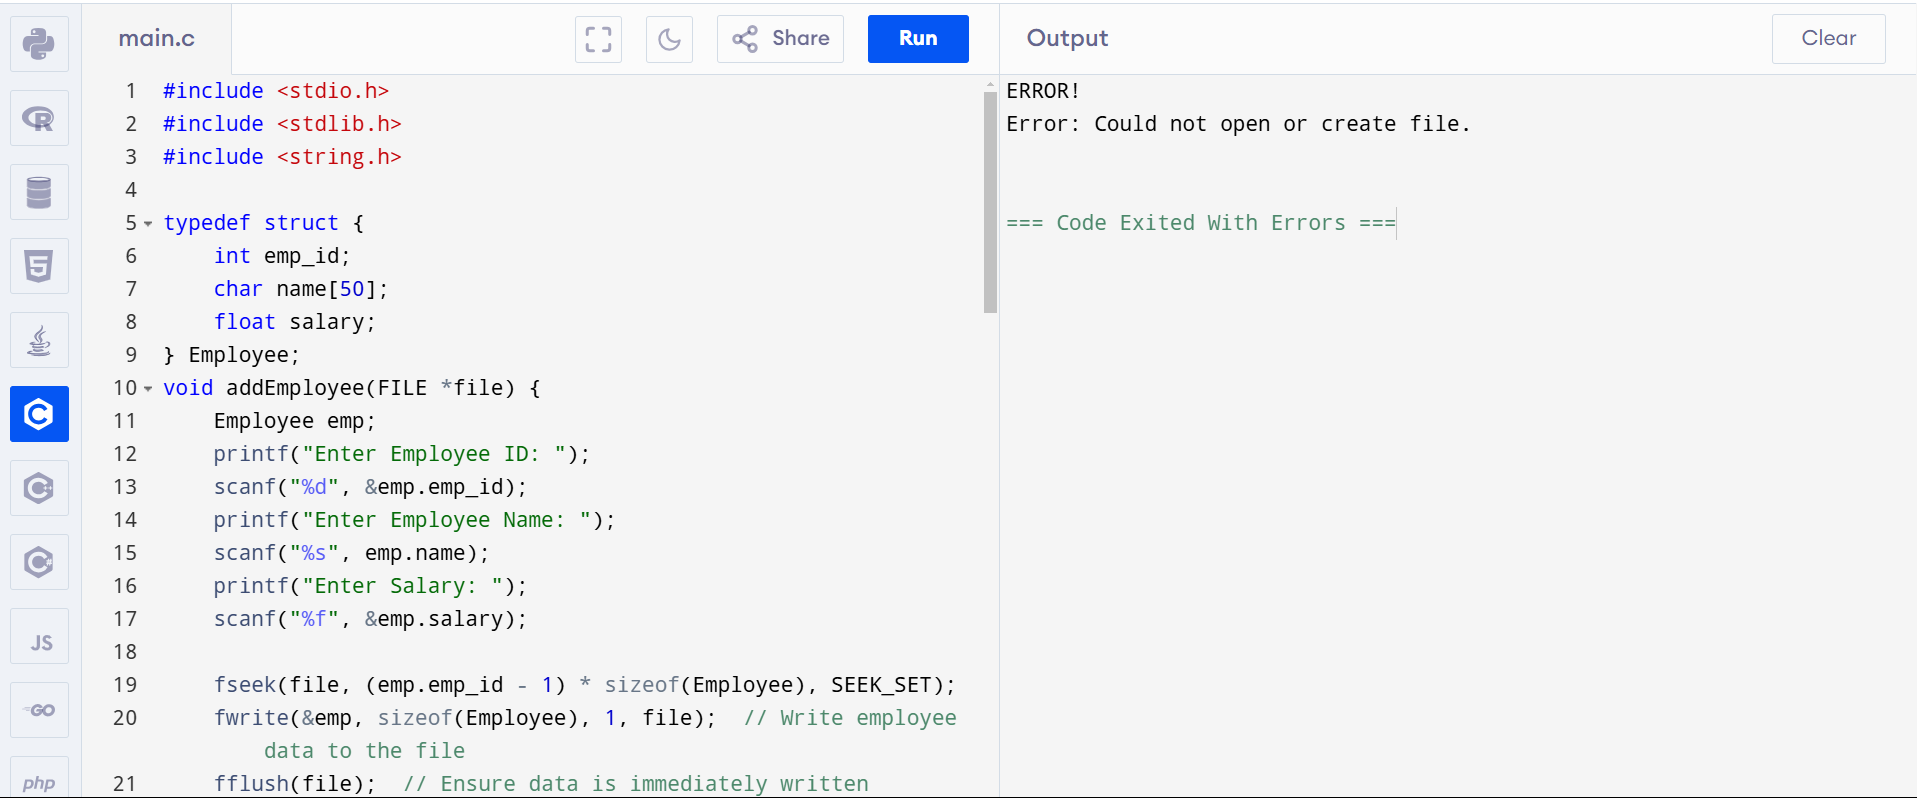 main.c
Share
Run
Output
Clear
1 #include <stdio.h>
2 #include <stdlib.h>
3 #include <string.h>
4
5 typedef struct {
6 int emp_id;
7 char name[50];
8 float salary;
9 } Employee;
10 void addEmployee(FILE *file) {
11 Employee emp;
12 printf("Enter Employee ID: ");
13 scanf("%d", &emp.emp_id);
14 printf("Enter Employee Name: ");
15 scanf("%s", emp.name);
16 printf("Enter Salary: ");
17 scanf("%f", &emp.salary);
18
19 fseek(file, (emp.emp_id - 1) * sizeof(Employee), SEEK_SET);
20 fwrite(&emp, sizeof(Employee), 1, file);  // Write employee
data to the file
21 fflush(file);  // Ensure data is immediately written
ERROR!
Error: Could not open or create file.
=== Code Exited With Errors ===
R
5
C
C
C
JS
GO
php